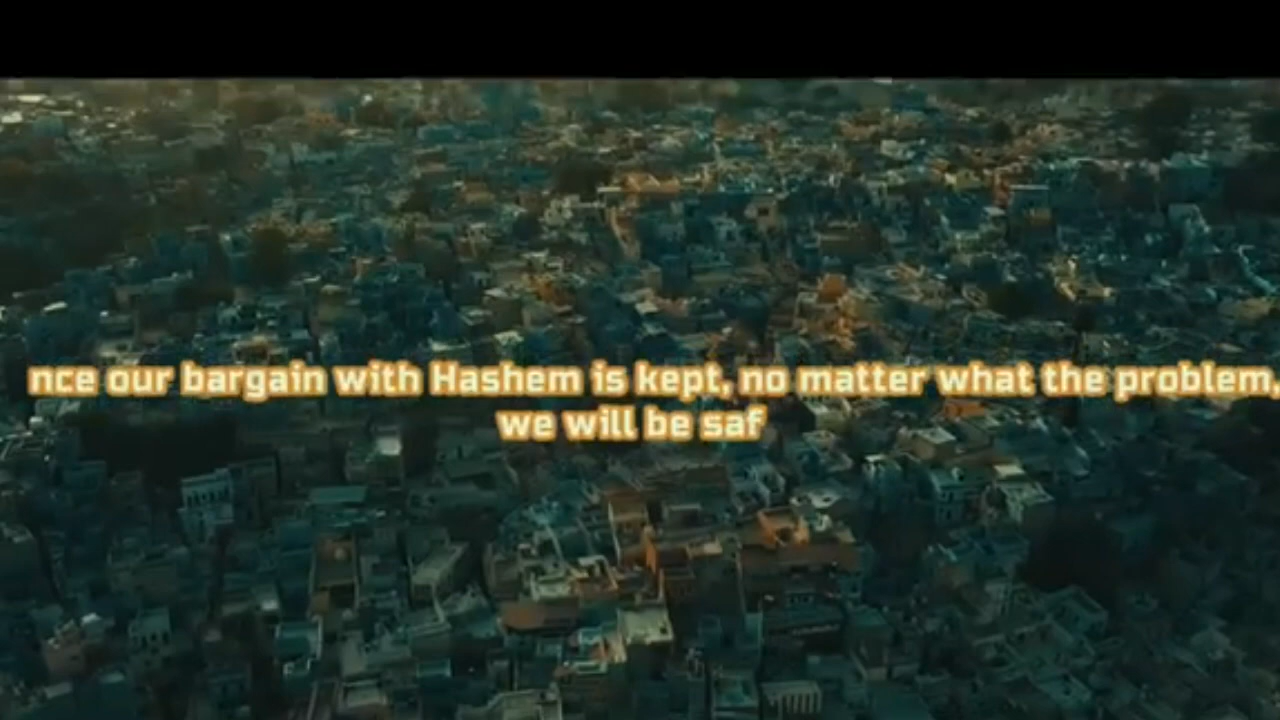 nce our bargain with Hashem is kept, no matter what the problem,
we will be saf